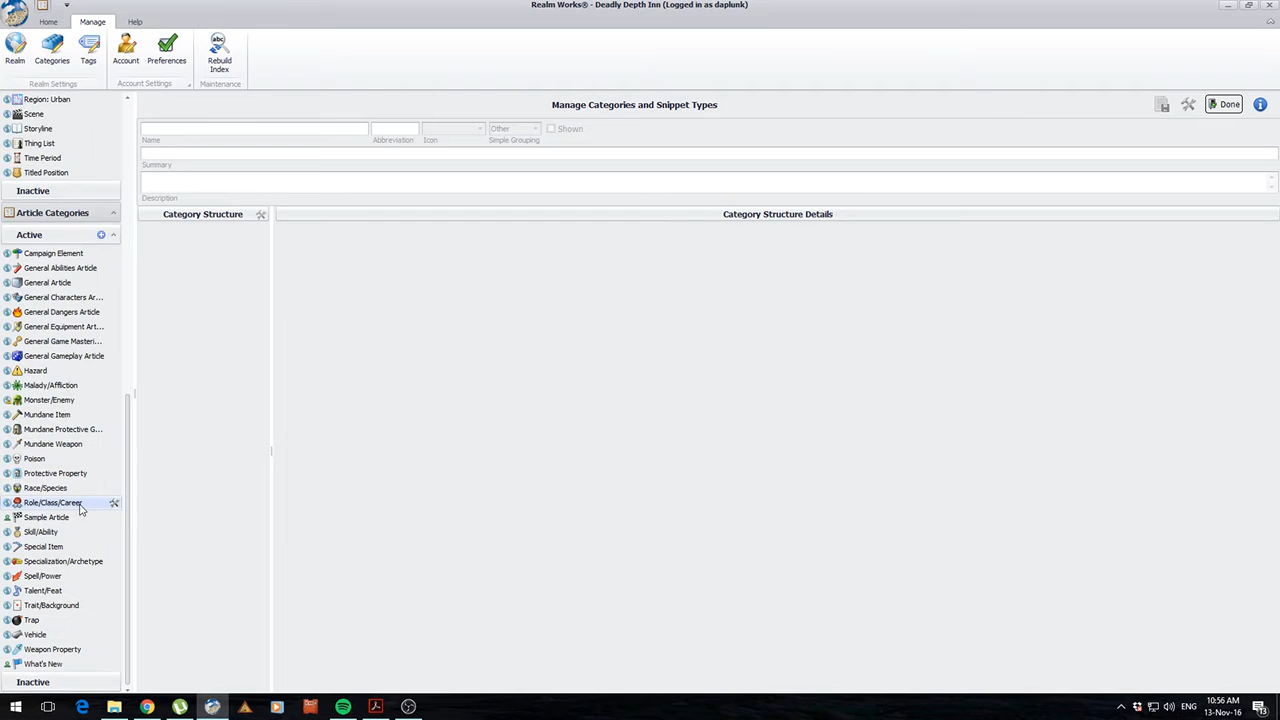 Realm Works® - Deadly Depth Inn (Logged in as daplunk)
Home
Manage
Help
Realm
Categories
Tags
Account
Preferences
abc
Rebuild
Index
Realm Settings
Account Settings
Maintenance
Region: Urban
Scene
Storyline
Thing List
Time Period
Titled Position
Inactive
Article Categories
Active
Campaign Element
General Abilities Article
General Article
General Characters Ar...
General Dangers Article
General Equipment Art...
General Game Masteri...
General Gameplay Article
Hazard
Malady/Affliction
Monster/Enemy
Mundane Item
Mundane Protective G...
Mundane Weapon
Poison
Protective Property
Race/Species
Role/Class/Career
Sample Article
Skill/Ability
Special Item
Specialization/Archetype
Spell/Power
Talent/Feat
Trait/Background
Trap
Vehicle
Weapon Property
What's New
Inactive
Manage Categories and Snippet Types
Done
Other
Shown
Name
Abbreviation
Icon
Simple Grouping
Summary
Description
Category Structure
Category Structure Details
ENG
10:56 AM
13-Nov-16